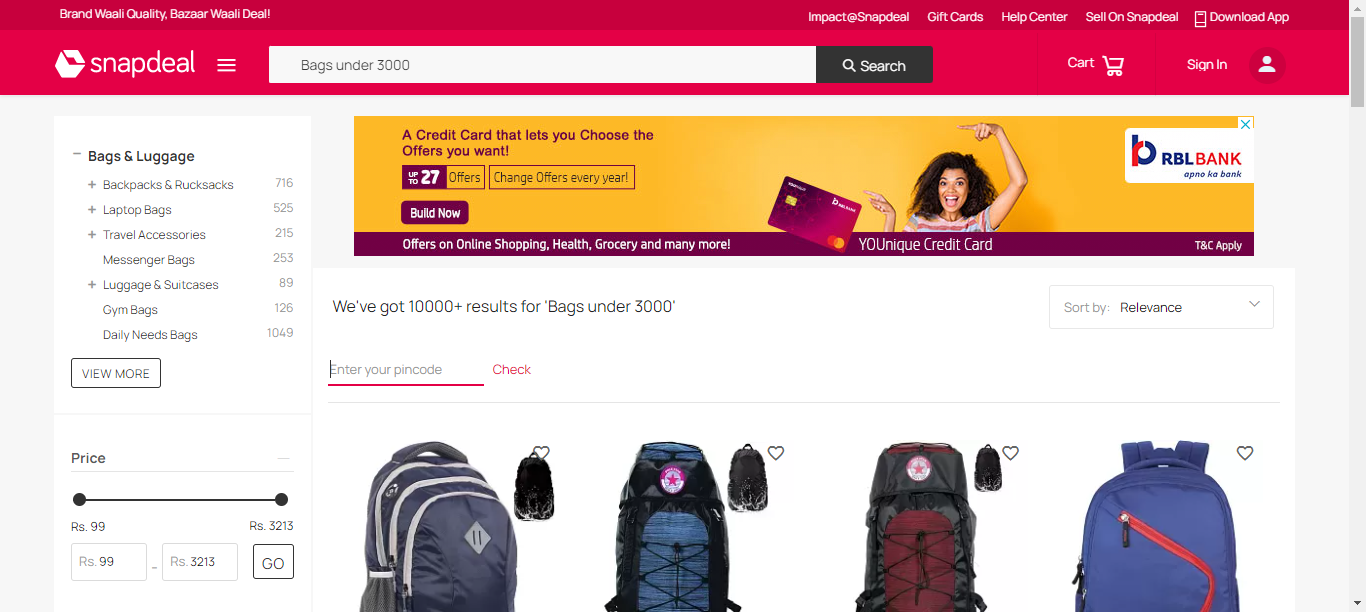 Brand Waali Quality, Bazaar Waali Deal!
Impact@Snapdeal Gift Cards Help Center Sell On Snapdeal Download App
snapdeal
Bags under 3000
Search
Cart
Sign In
Bags & Luggage
Backpacks & Rucksacks 716
Laptop Bags 525
Travel Accessories 215
Messenger Bags 253
Luggage & Suitcases 89
Gym Bags 126
Daily Needs Bags 1049
VIEW MORE
Price
Rs. 99 Rs. 3213
Rs. 99 – Rs. 3213 GO
A Credit Card that lets you Choose the
Offers you want!
UP TO 27 Offers Change Offers every year!
Build Now
Offers on Online Shopping, Health, Grocery and many more!
YOUnique Credit Card
T&C Apply
RBLBANK
apno ka bank
We've got 10000+ results for 'Bags under 3000'
Sort by: Relevance
Enter your pincode Check